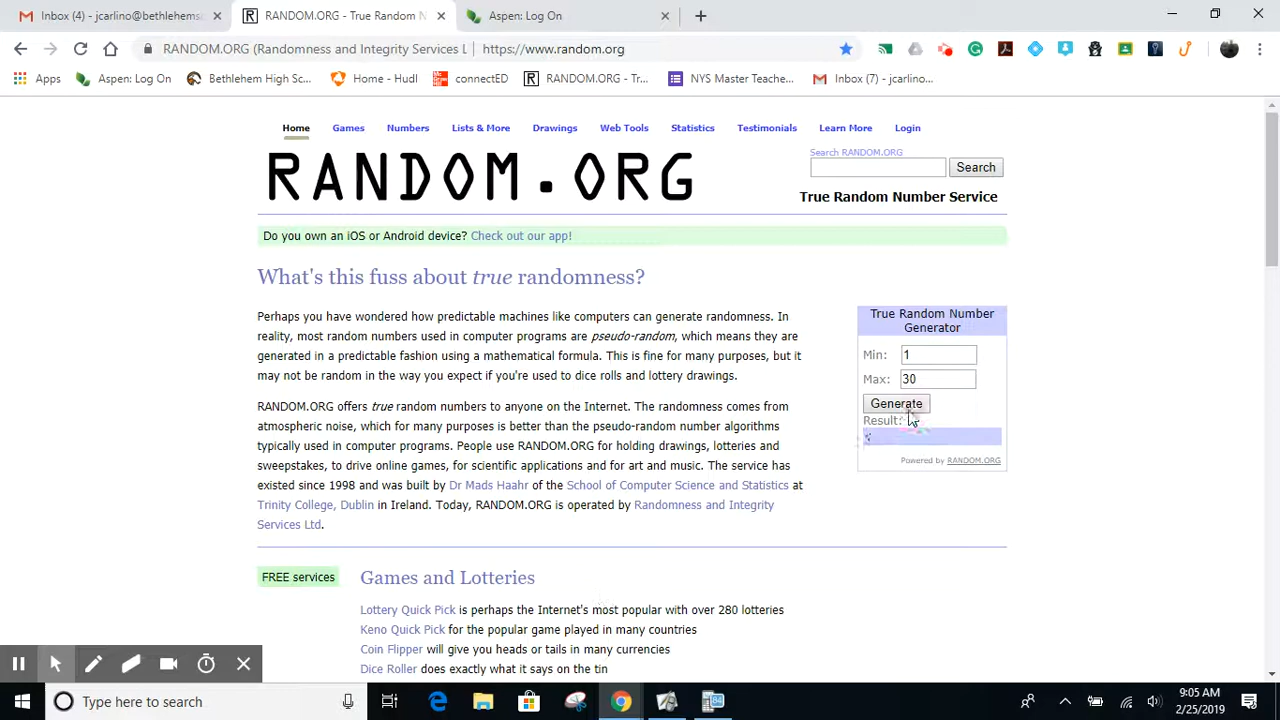 Inbox (4) - jcarlino@bethlehemsc
RANDOM.ORG - True Random N
Aspen: Log On
RANDOM.ORG (Randomness and Integrity Services L
https://www.random.org
Apps
Aspen: Log On
Bethlehem High Sc...
Home - Hudl
connectED
RANDOM.ORG - Tr...
NYS Master Teache...
Inbox (7) - jcarlino...
Home
Games
Numbers
Lists & More
Drawings
Web Tools
Statistics
Testimonials
Learn More
Login
RANDOM.ORG
Search RANDOM.ORG
Search
True Random Number Service
Do you own an iOS or Android device? Check out our app!
What's this fuss about true randomness?
Perhaps you have wondered how predictable machines like computers can generate randomness. In
reality, most random numbers used in computer programs are pseudo-random, which means they are
generated in a predictable fashion using a mathematical formula. This is fine for many purposes, but it
may not be random in the way you expect if you're used to dice rolls and lottery drawings.
RANDOM.ORG offers true random numbers to anyone on the Internet. The randomness comes from
atmospheric noise, which for many purposes is better than the pseudo-random number algorithms
typically used in computer programs. People use RANDOM.ORG for holding drawings, lotteries and
sweepstakes, to drive online games, for scientific applications and for art and music. The service has
existed since 1998 and was built by Dr Mads Haahr of the School of Computer Science and Statistics at
Trinity College, Dublin in Ireland. Today, RANDOM.ORG is operated by Randomness and Integrity
Services Ltd.
True Random Number
Generator
Min: 1
Max: 30
Generate
Result:
Powered by RANDOM.ORG
FREE services
Games and Lotteries
Lottery Quick Pick is perhaps the Internet's most popular with over 280 lotteries
Keno Quick Pick for the popular game played in many countries
Coin Flipper will give you heads or tails in many currencies
Dice Roller does exactly what it says on the tin
Type here to search
9:05 AM
2/25/2019